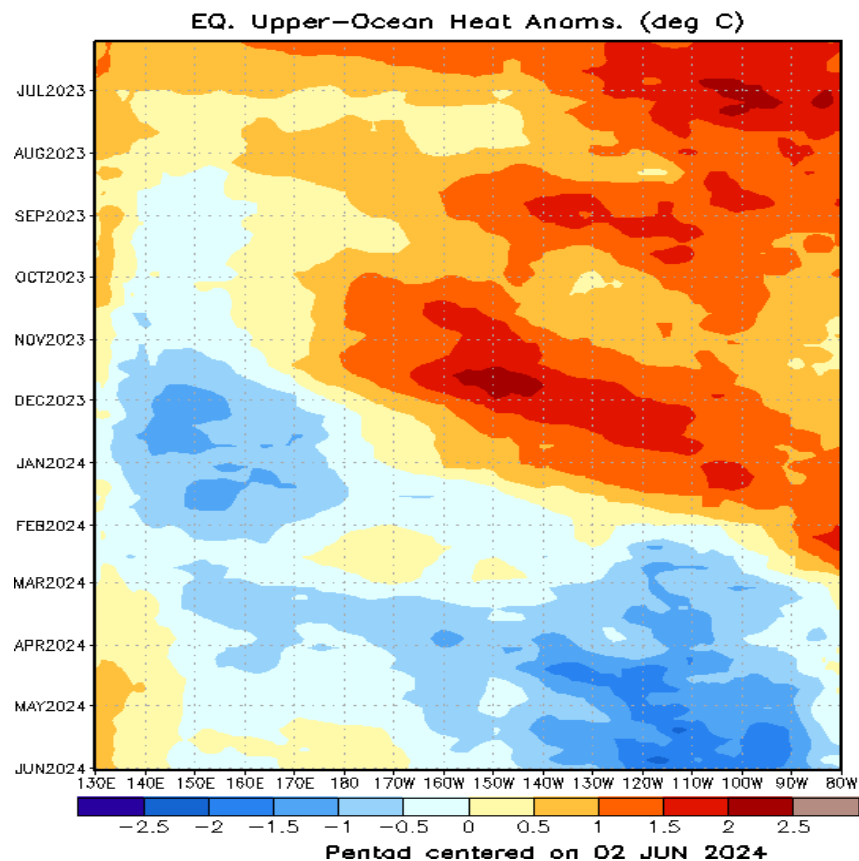 EQ. Upper-Ocean Heat Anoms. (deg C)
JUL2023
AUG2023
SEP2023
OCT2023
NOV2023
DEC2023
JAN2024
FEB2024
MAR2024
APR2024
MAY2024
JUN2024
130E 140E 150E 160E 170E 180 170W 160W 150W 140W 130W 120W 110W 100W 90W 80W
-2.5 -2 -1.5 -1 -0.5 0 0.5 1 1.5 2 2.5
Pentad centered on 02 JUN 2024